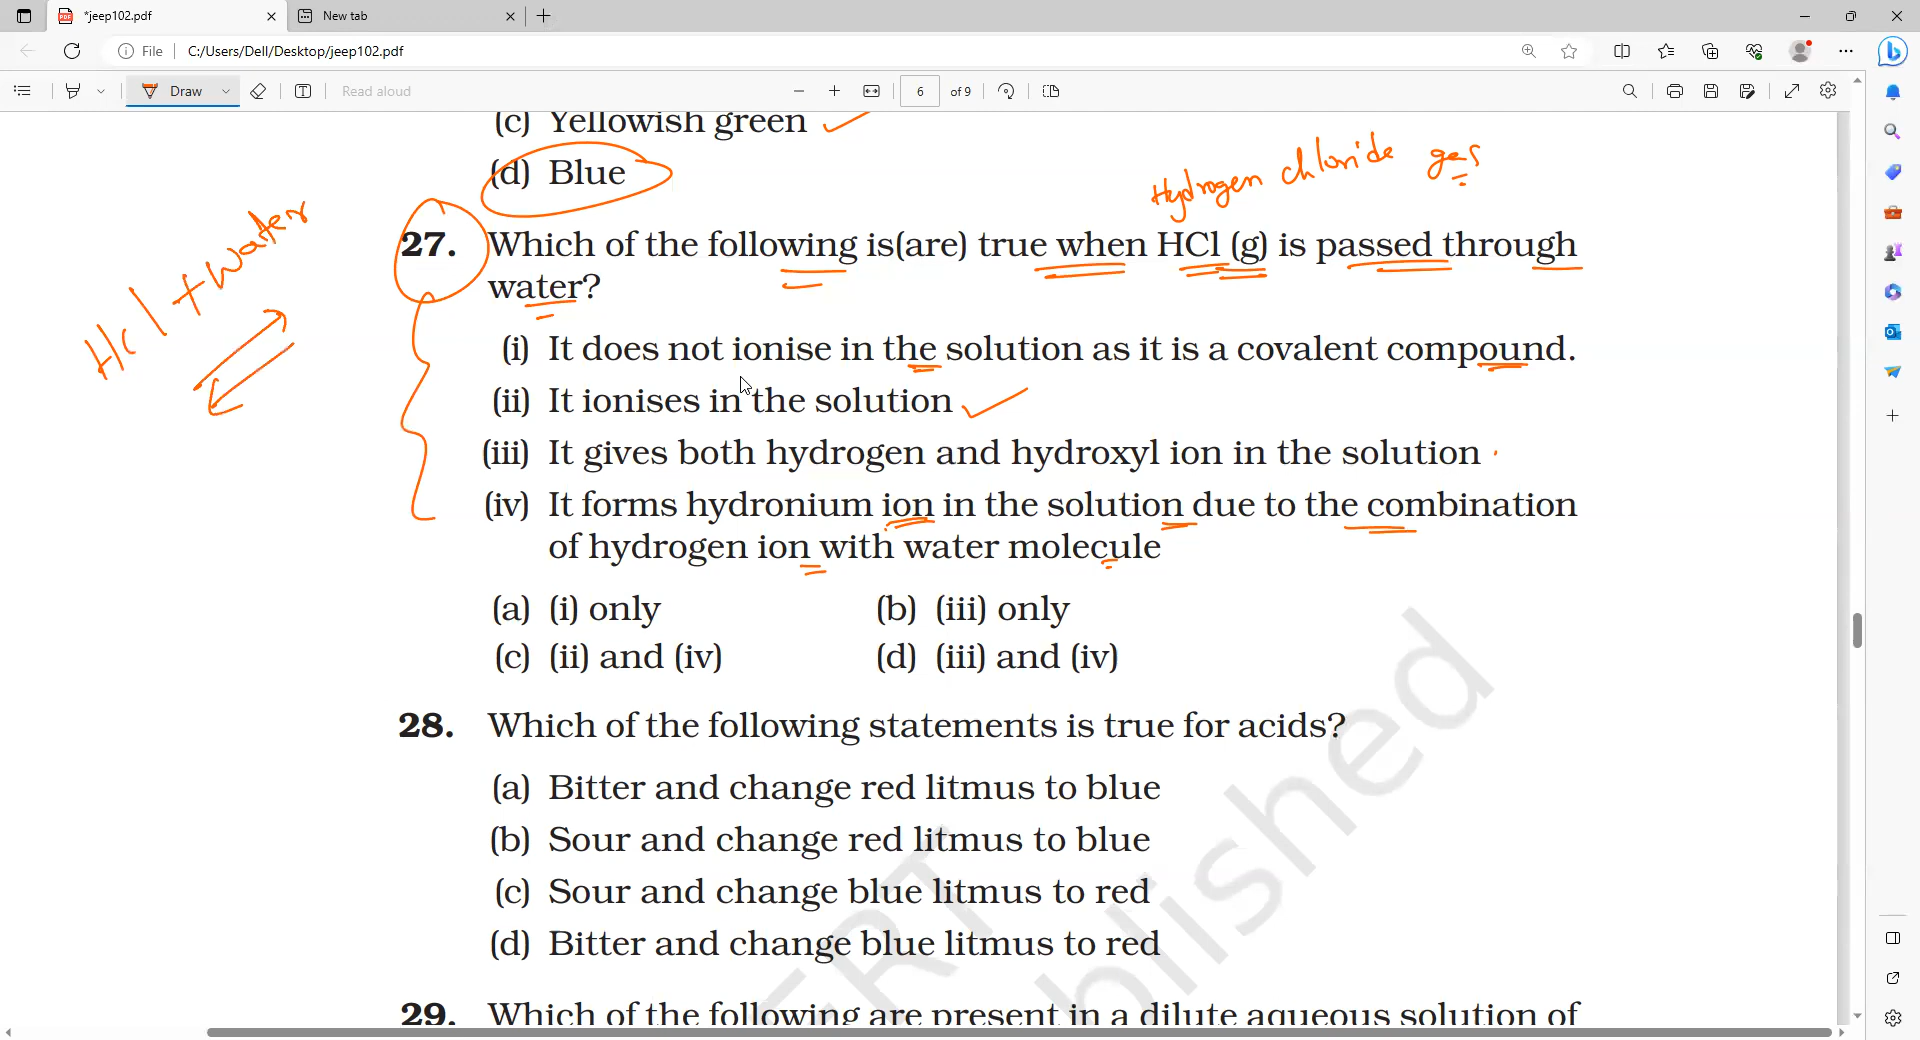 *jeep102.pdf
New tab
File
C:/Users/Dell/Desktop/jeep102.pdf
Draw
Read aloud
6
of 9
(c) Yellowish green
(d) Blue
Hydrogen chloride gas
Hcl + water
27. Which of the following is(are) true when HCl (g) is passed through
water?
(i) It does not ionise in the solution as it is a covalent compound.
(ii) It ionises in the solution
(iii) It gives both hydrogen and hydroxyl ion in the solution
(iv) It forms hydronium ion in the solution due to the combination
of hydrogen ion with water molecule
(a) (i) only
(b) (iii) only
(c) (ii) and (iv)
(d) (iii) and (iv)
28. Which of the following statements is true for acids?
(a) Bitter and change red litmus to blue
(b) Sour and change red litmus to blue
(c) Sour and change blue litmus to red
(d) Bitter and change blue litmus to red
29. Which of the following are present in a dilute aqueous solution of
ERT
blished